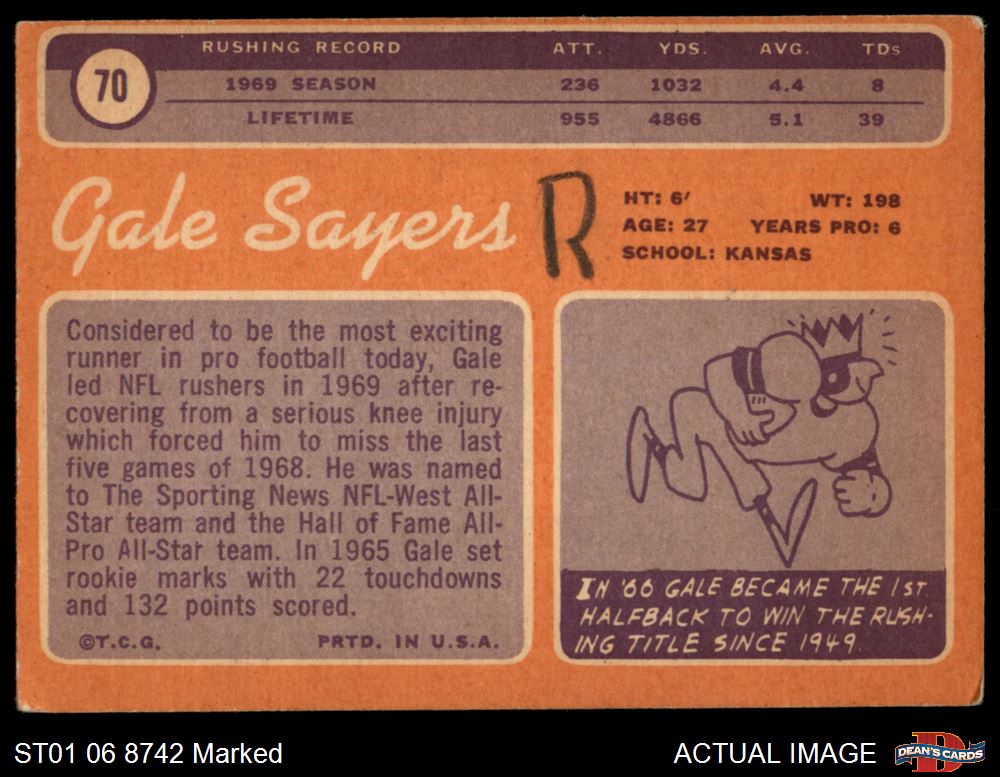 RUSHING RECORD ATT. YDS. AVG. TDs
70
1969 SEASON 236 1032 4.4 8
LIFETIME 955 4866 5.1 39
Gale Sayers
R
HT: 6' WT: 198
AGE: 27 YEARS PRO: 6
SCHOOL: KANSAS
Considered to be the most exciting
runner in pro football today, Gale
led NFL rushers in 1969 after re-
covering from a serious knee injury
which forced him to miss the last
five games of 1968. He was named
to The Sporting News NFL-West All-
Star team and the Hall of Fame All-
Pro All-Star team. In 1965 Gale set
rookie marks with 22 touchdowns
and 132 points scored.
©T.C.G. PRTD. IN U.S.A.
IN '66 GALE BECAME THE 1ST.
HALFBACK TO WIN THE RUSH-
ING TITLE SINCE 1949.
ST01 06 8742 Marked
ACTUAL IMAGE
D
DEAN'S CARDS